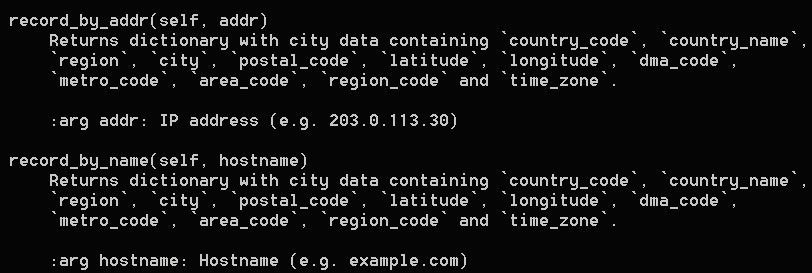 record_by_addr(self, addr)
    Returns dictionary with city data containing `country_code`, `country_name`,
    `region`, `city`, `postal_code`, `latitude`, `longitude`, `dma_code`,
    `metro_code`, `area_code`, `region_code` and `time_zone`.

    :arg addr: IP address (e.g. 203.0.113.30)

record_by_name(self, hostname)
    Returns dictionary with city data containing `country_code`, `country_name`,
    `region`, `city`, `postal_code`, `latitude`, `longitude`, `dma_code`,
    `metro_code`, `area_code`, `region_code` and `time_zone`.

    :arg hostname: Hostname (e.g. example.com)